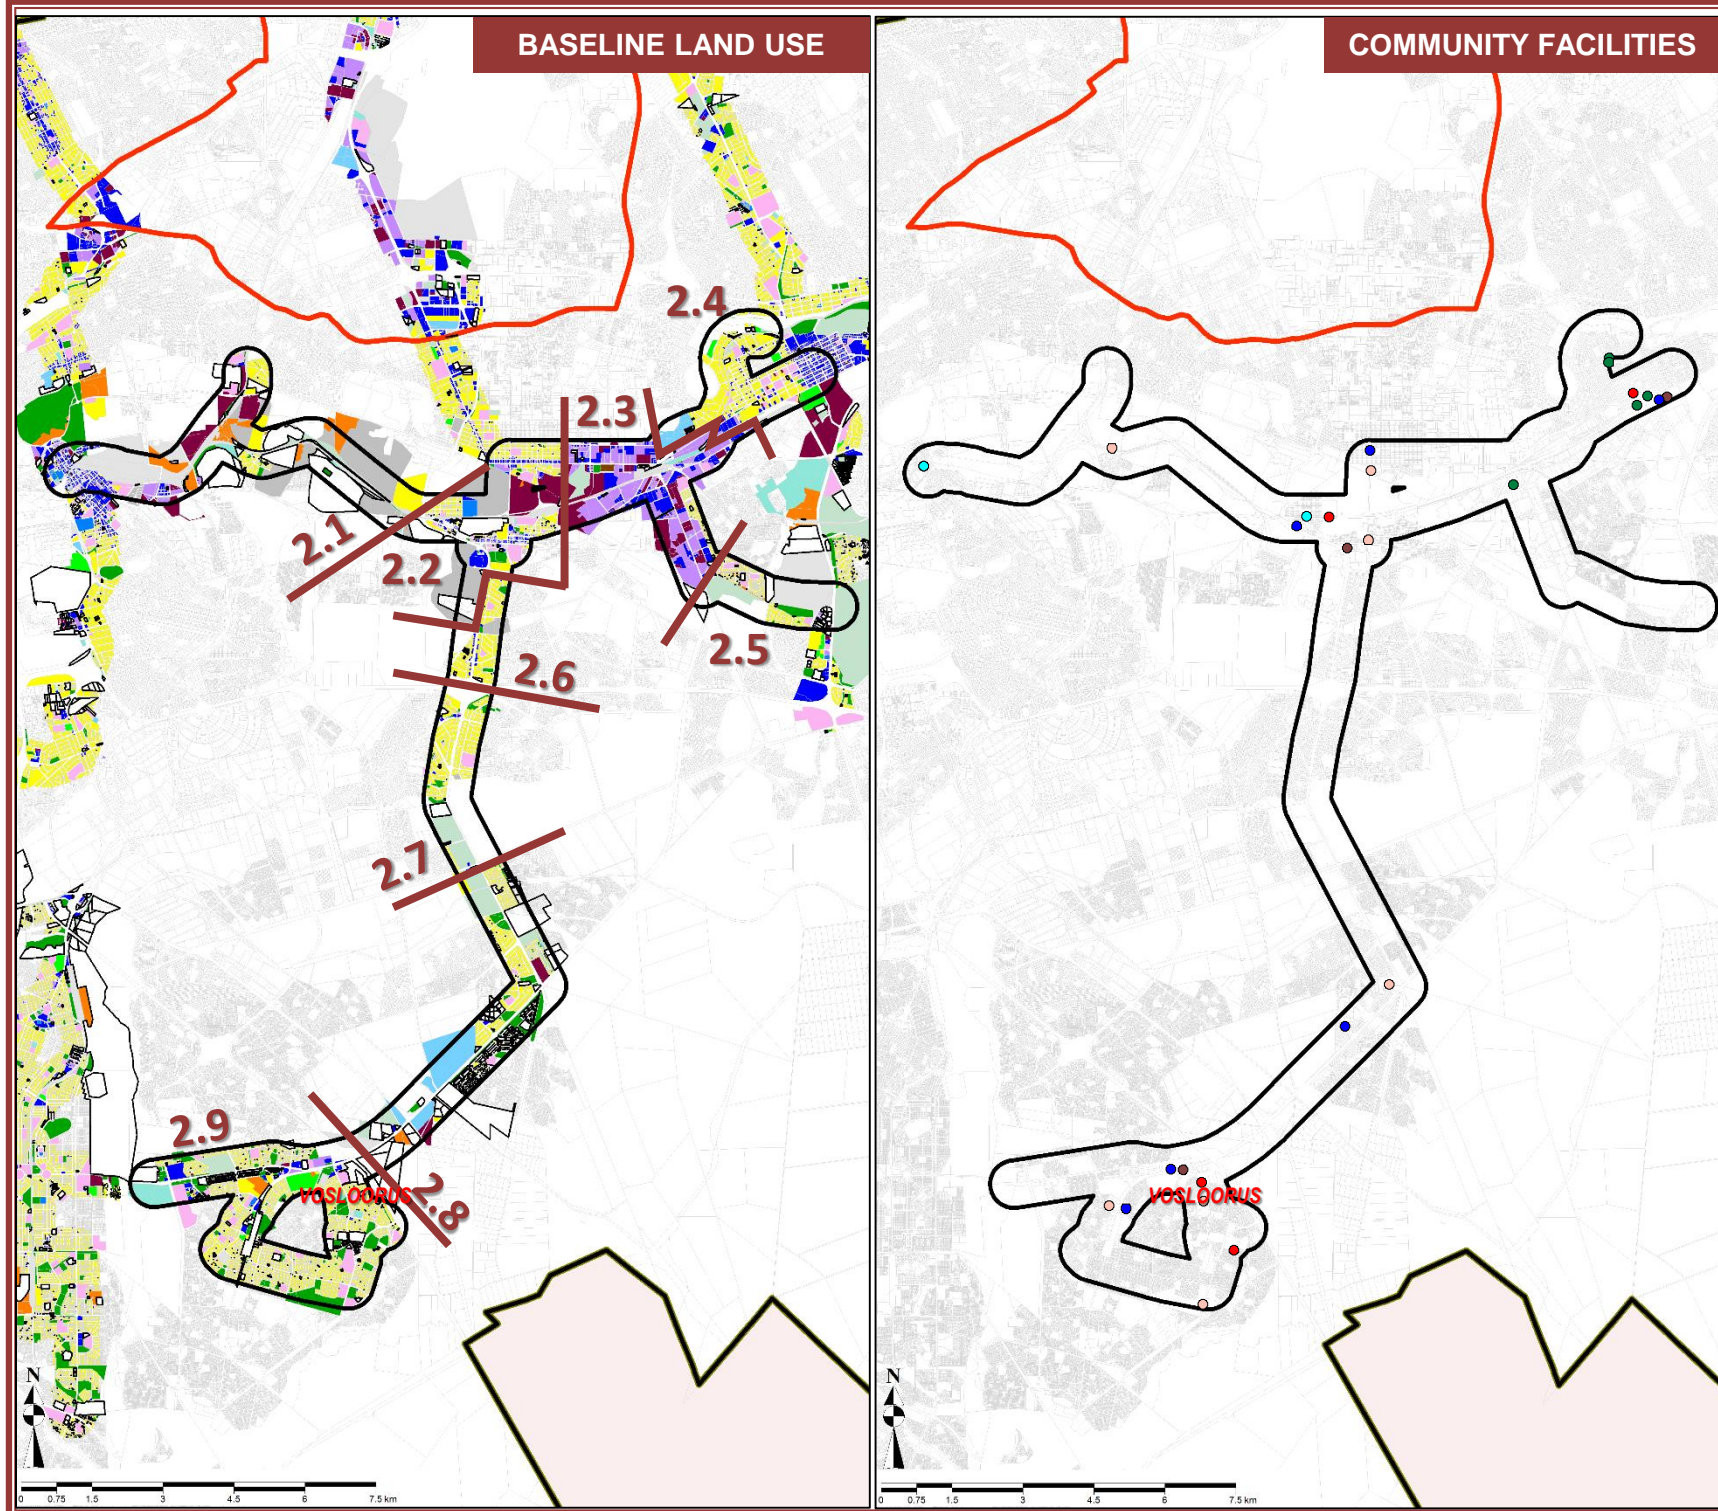 BASELINE LAND USE
2.4
2.3
2.1
2.2
2.5
2.6
2.7
2.9
2.8
VOSLOORUS
N
0 0.75 1.5 3 4.5 6 7.5 km
COMMUNITY FACILITIES
VOSLOORUS
N
0 0.75 1.5 3 4.5 6 7.5 km